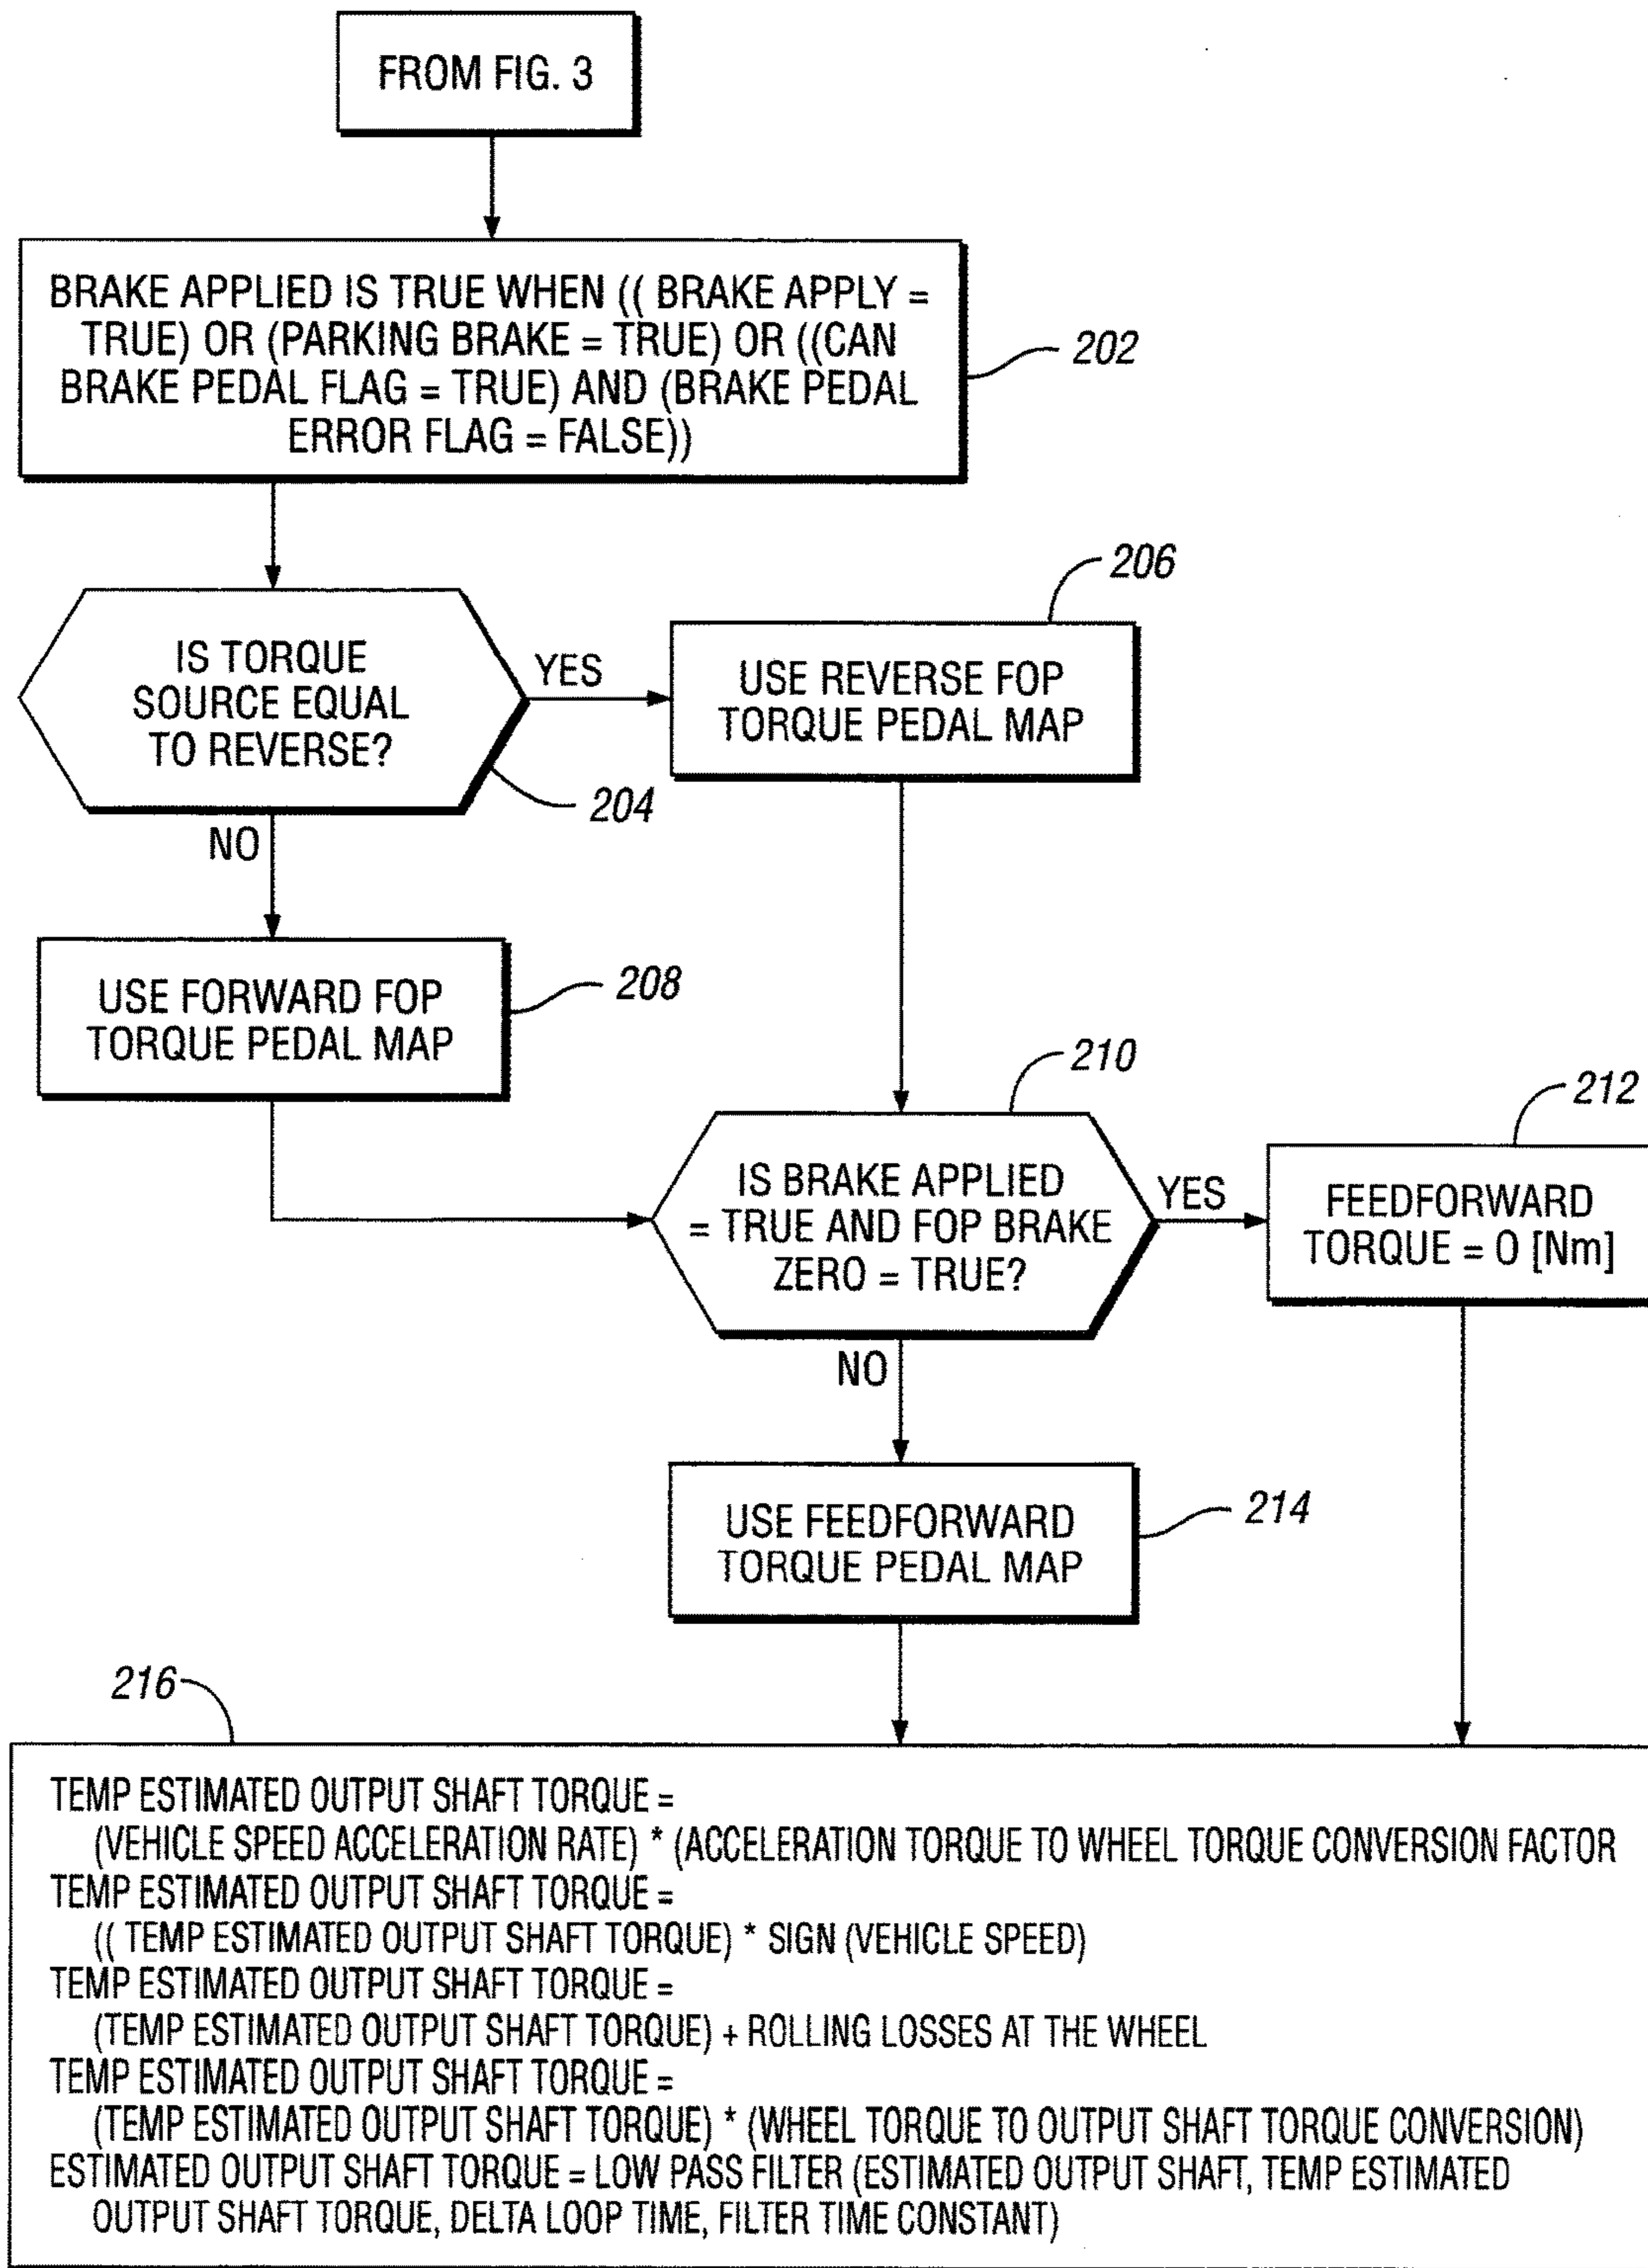 FROM FIG. 3
BRAKE APPLIED IS TRUE WHEN (( BRAKE APPLY =
TRUE) OR (PARKING BRAKE = TRUE) OR ((CAN
BRAKE PEDAL FLAG = TRUE) AND (BRAKE PEDAL
ERROR FLAG = FALSE))
202
206
IS TORQUE
SOURCE EQUAL
TO REVERSE?
YES
USE REVERSE FOP
TORQUE PEDAL MAP
204
NO
USE FORWARD FOP
TORQUE PEDAL MAP
208
210
212
IS BRAKE APPLIED
= TRUE AND FOP BRAKE
ZERO = TRUE?
YES
FEEDFORWARD
TORQUE = 0 [Nm]
NO
USE FEEDFORWARD
TORQUE PEDAL MAP
214
216
TEMP ESTIMATED OUTPUT SHAFT TORQUE =
(VEHICLE SPEED ACCELERATION RATE) * (ACCELERATION TORQUE TO WHEEL TORQUE CONVERSION FACTOR
TEMP ESTIMATED OUTPUT SHAFT TORQUE =
(( TEMP ESTIMATED OUTPUT SHAFT TORQUE) * SIGN (VEHICLE SPEED)
TEMP ESTIMATED OUTPUT SHAFT TORQUE =
(TEMP ESTIMATED OUTPUT SHAFT TORQUE) + ROLLING LOSSES AT THE WHEEL
TEMP ESTIMATED OUTPUT SHAFT TORQUE =
(TEMP ESTIMATED OUTPUT SHAFT TORQUE) * (WHEEL TORQUE TO OUTPUT SHAFT TORQUE CONVERSION)
ESTIMATED OUTPUT SHAFT TORQUE = LOW PASS FILTER (ESTIMATED OUTPUT SHAFT, TEMP ESTIMATED
OUTPUT SHAFT TORQUE, DELTA LOOP TIME, FILTER TIME CONSTANT)